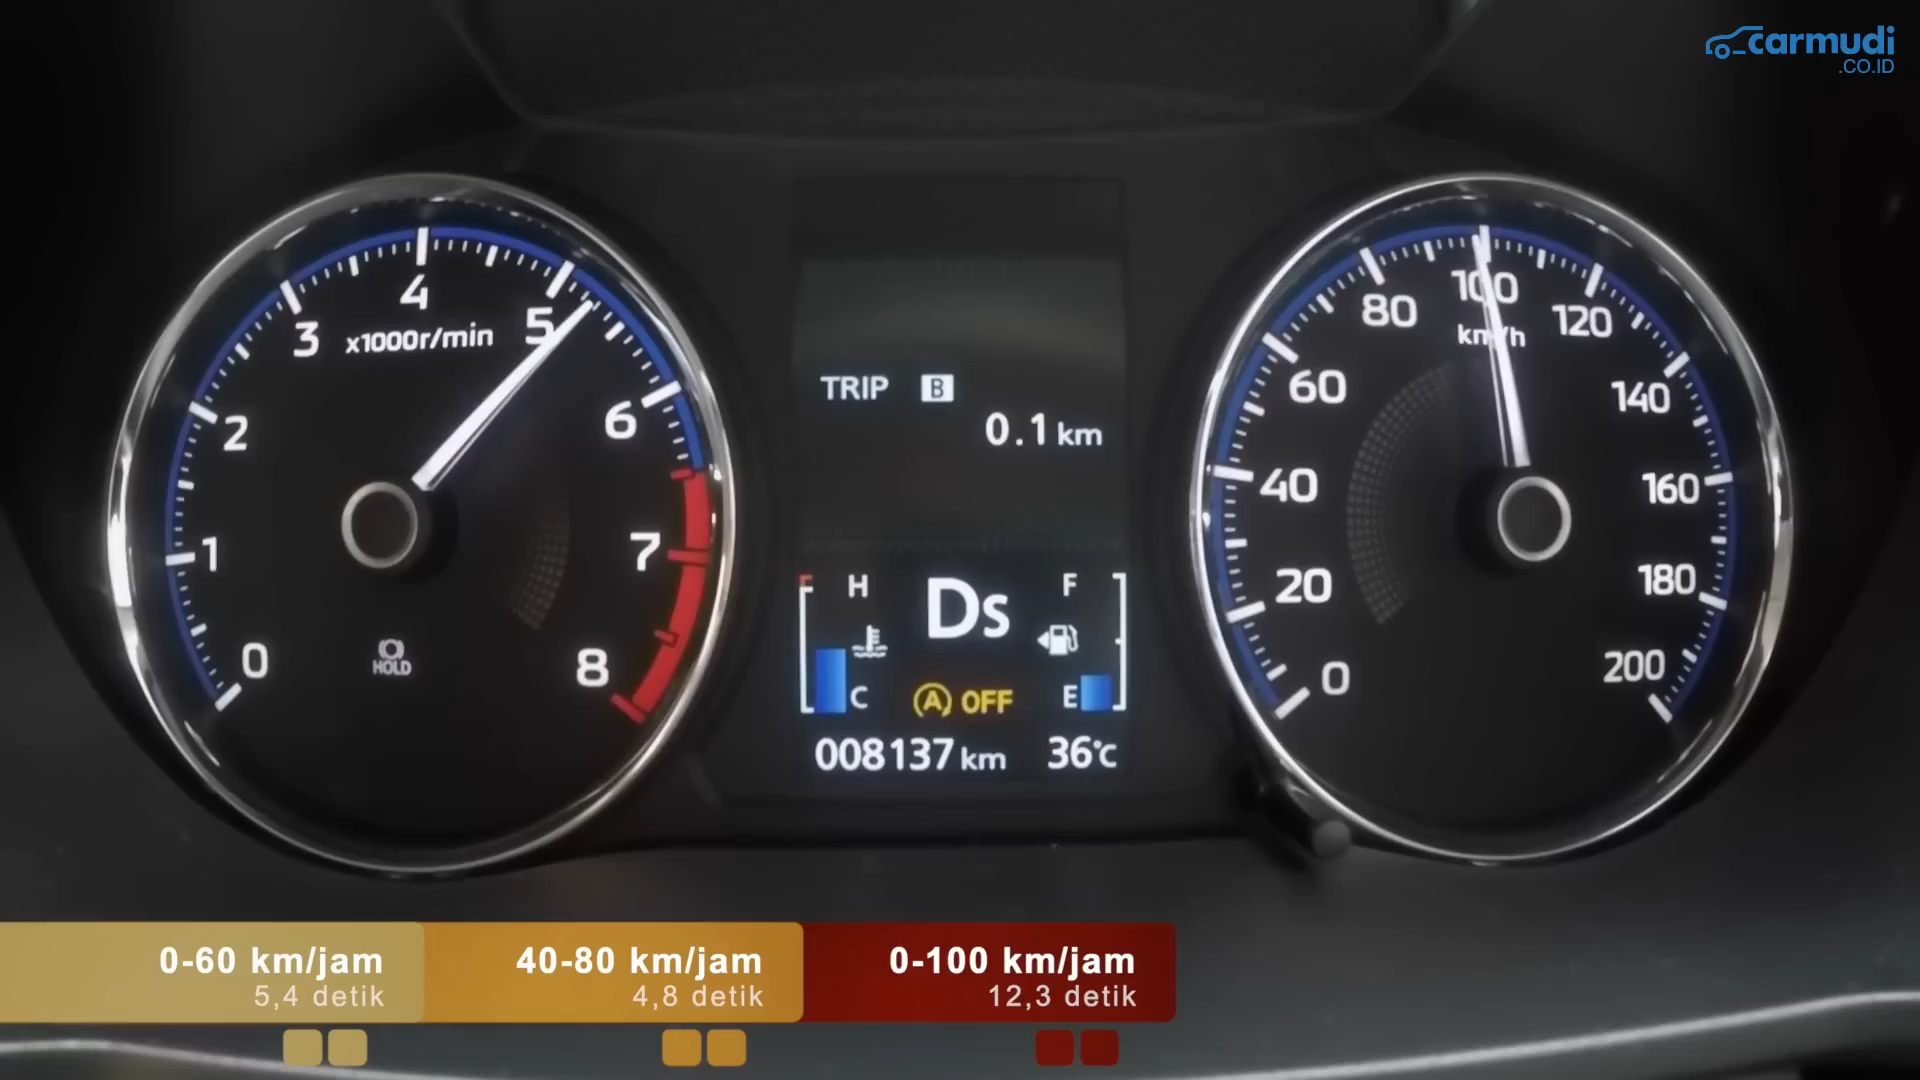 carmudi
.CO.ID
0
1
2
3
4
5
6
7
8
x1000r/min
HOLD
TRIP B
0.1 km
H
C
Ds
F
E
A OFF
008137 km 36°C
0
20
40
60
80
100
120
140
160
180
200
km/h
0-60 km/jam
5,4 detik
40-80 km/jam
4,8 detik
0-100 km/jam
12,3 detik